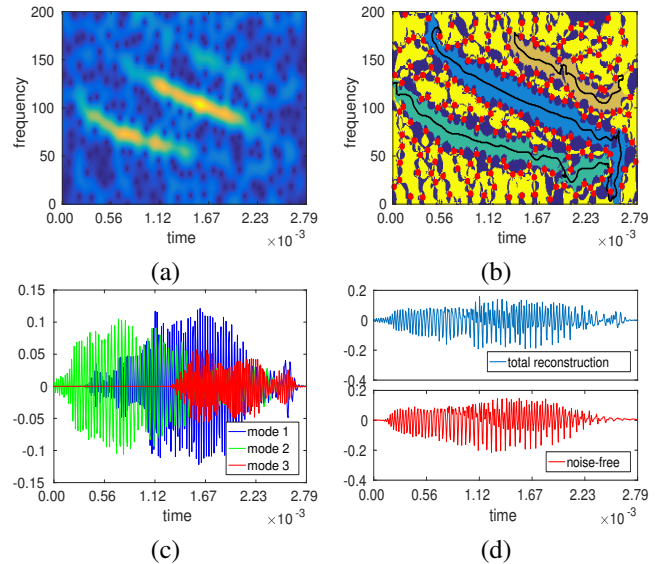 200
150
100
50
0
frequency
0.00 0.56 1.12 1.67 2.23 2.79
time
×10⁻³
(a)
200
150
100
50
0
frequency
0.00 0.56 1.12 1.67 2.23 2.79
time
×10⁻³
(b)
0.15
0.1
0.05
0
-0.05
-0.1
-0.15
mode 1
mode 2
mode 3
0.00 0.56 1.12 1.67 2.23 2.79
time
×10⁻³
(c)
0.2
0
-0.2
-0.4
total reconstruction
0.2
0
-0.2
-0.4
noise-free
0.00 0.56 1.12 1.67 2.23 2.79
time
×10⁻³
(d)